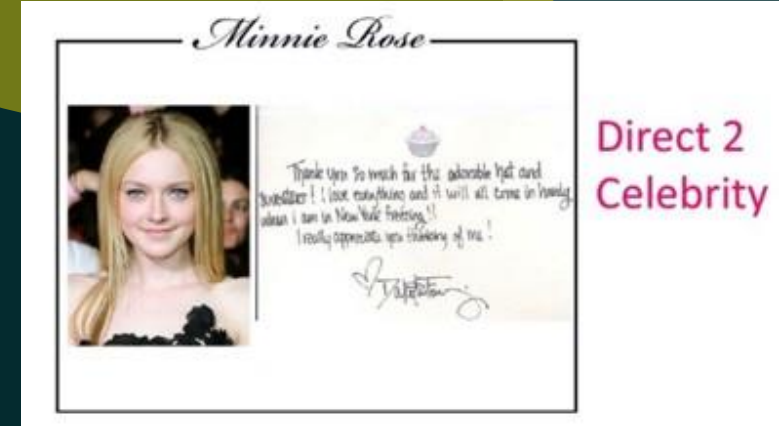 Minnie Rose
Thank you so much for the adorable hat and
sweater! I love everything and it will all come in handy
when i am in New York freezing!!
I really appreciate you thinking of me!
Direct 2
Celebrity